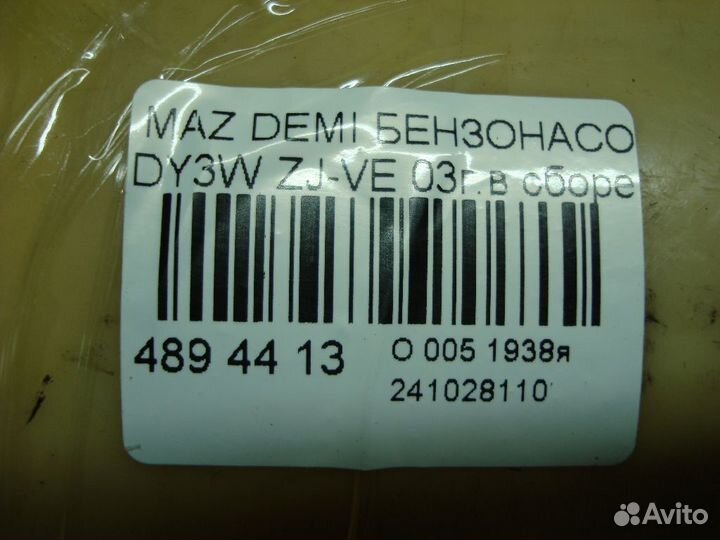 MAZ DEMI БЕНЗОНАСО
DY3W ZJ-VE 03г.в сборе
489 44 13
О 005 1938я
241028110
Avito